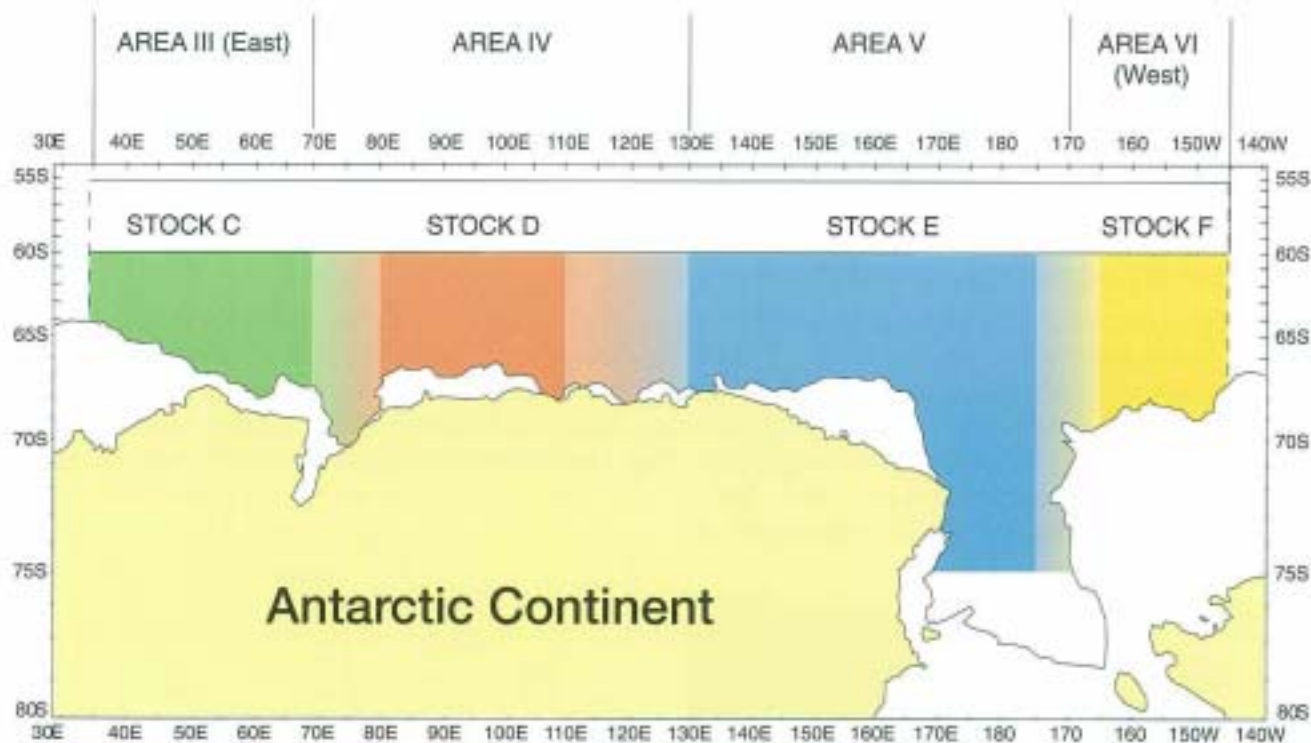 AREA III (East) AREA IV AREA V AREA VI
(West)
30E 40E 50E 60E 70E 80E 90E 100E 110E 120E 130E 140E 150E 160E 170E 180 170 160 150W 140W
55S 55S
STOCK C STOCK D STOCK E STOCK F
60S 60S
65S 65S
70S 70S
75S 75S
Antarctic Continent
80S 80S
30E 40E 50E 60E 70E 80E 90E 100E 110E 120E 130E 140E 150E 160E 170E 180 170 160 150W 140W